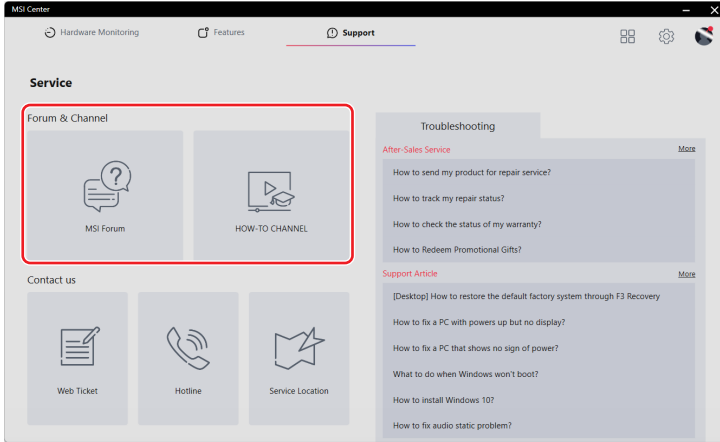 MSI Center
Hardware Monitoring
Features
Support
Service
Forum & Channel
MSI Forum
HOW-TO CHANNEL
Contact us
Web Ticket
Hotline
Service Location
Troubleshooting
After-Sales Service
More
How to send my product for repair service?
How to track my repair status?
How to check the status of my warranty?
How to Redeem Promotional Gifts?
Support Article
More
[Desktop] How to restore the default factory system through F3 Recovery
How to fix a PC with powers up but no display?
How to fix a PC that shows no sign of power?
What to do when Windows won't boot?
How to install Windows 10?
How to fix audio static problem?